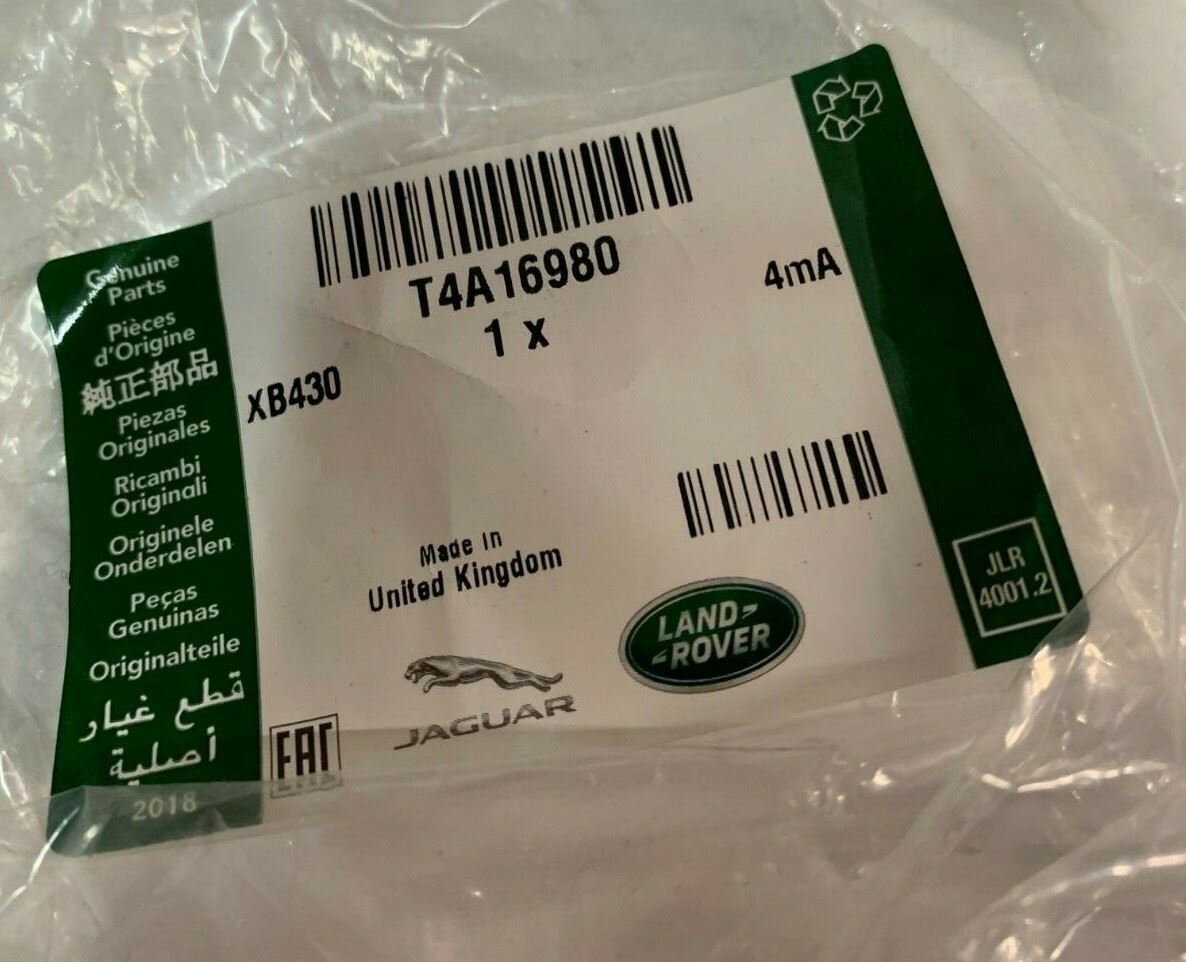 Genuine
Parts
Pièces
d'Origine
純正部品
Piezas
Originales
Ricambi
Originali
Originele
Onderdelen
Peças
Genuinas
Originalteile
قطع غيار
أصلية
2018
T4A16980
1 x
4mA
XB430
Made in
United Kingdom
EAC
JAGUAR
LAND
ROVER
JLR
4001.2